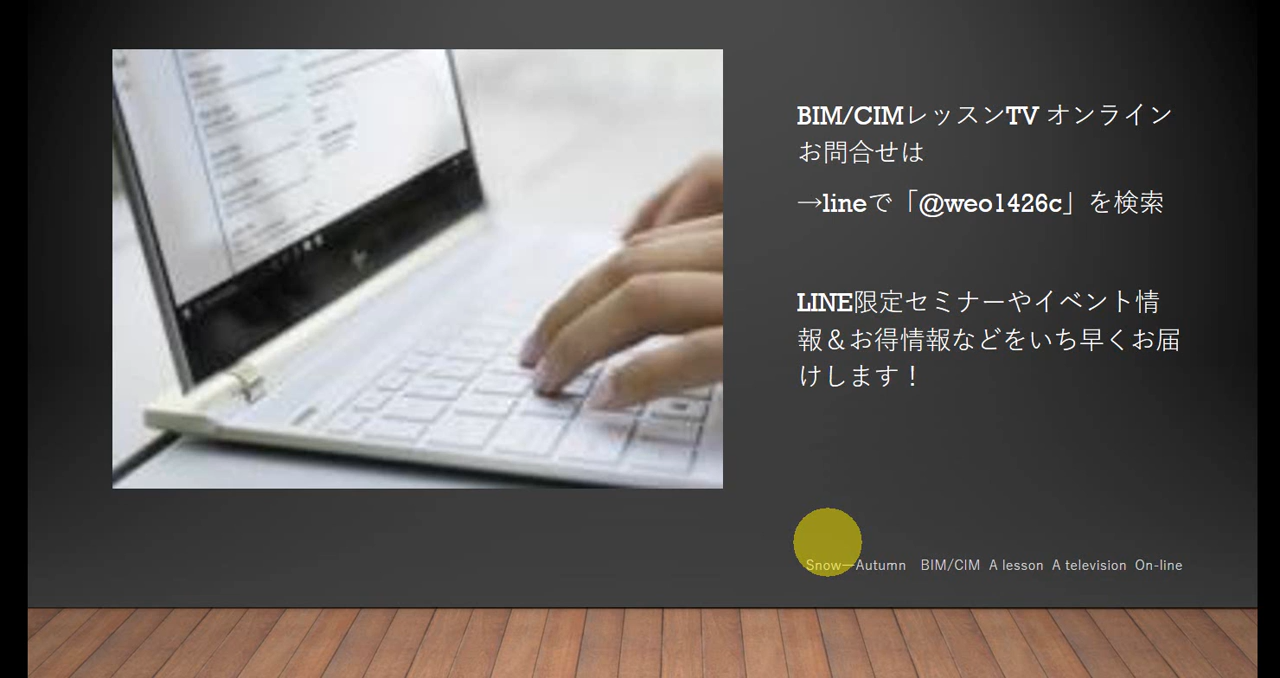 BIM/CIMレッスンTV オンライン
お問合せは
→lineで「@weo1426c」を検索
LINE限定セミナーやイベント情
報＆お得情報などをいち早くお届
けします！
Snow―Autumn BIM/CIM A lesson A television On-line